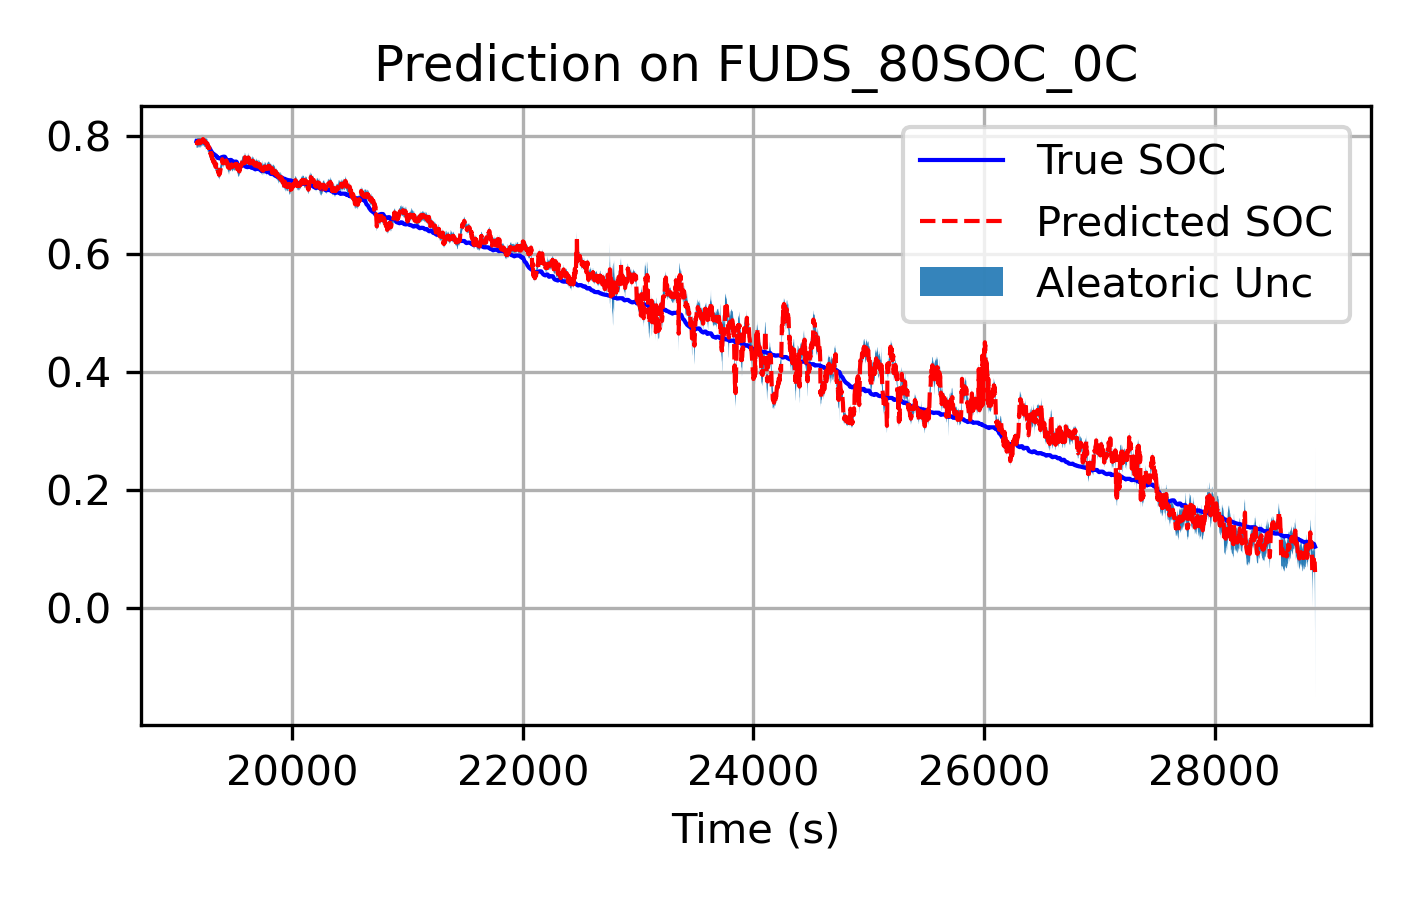 Prediction on FUDS_80SOC_0C
0.8
0.6
0.4
0.2
0.0
True SOC
Predicted SOC
Aleatoric Unc
20000 22000 24000 26000 28000
Time (s)